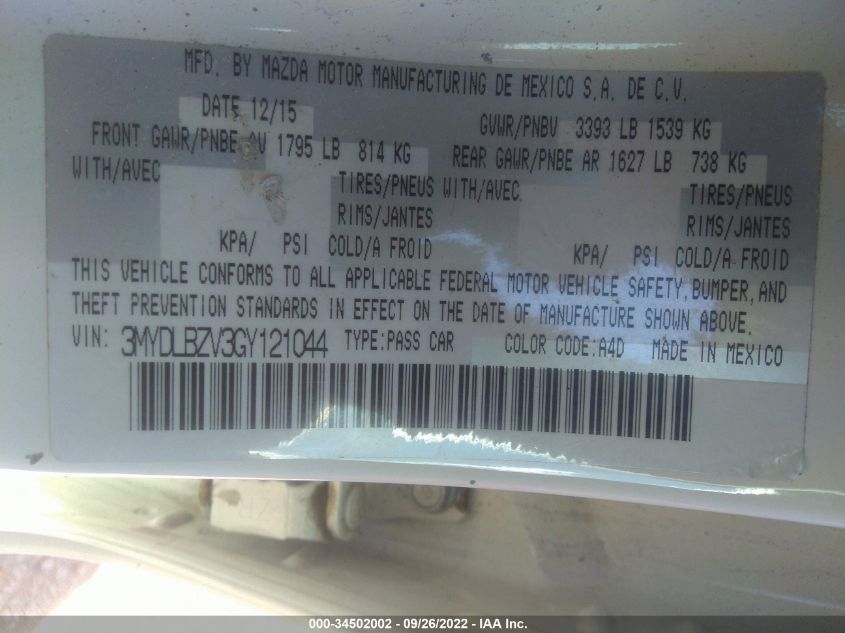 MFD. BY MAZDA MOTOR MANUFACTURING DE MEXICO S.A. DE C.V.
DATE 12/15
GVWR/PNBV 3393 LB 1539 KG
FRONT GAWR/PNBE AV 1795 LB 814 KG
REAR GAWR/PNBE AR 1627 LB 738 KG
WITH/AVEC TIRES/PNEUS WITH/AVEC TIRES/PNEUS
RIMS/JANTES RIMS/JANTES
KPA/ PSI COLD/A FROID KPA/ PSI COLD/A FROID
THIS VEHICLE CONFORMS TO ALL APPLICABLE FEDERAL MOTOR VEHICLE SAFETY, BUMPER, AND
THEFT PREVENTION STANDARDS IN EFFECT ON THE DATE OF MANUFACTURE SHOWN ABOVE.
VIN: 3MYDLBZV3GY121044 TYPE:PASS CAR COLOR CODE:A4D MADE IN MEXICO
000-34502002 - 09/26/2022 - IAA Inc.